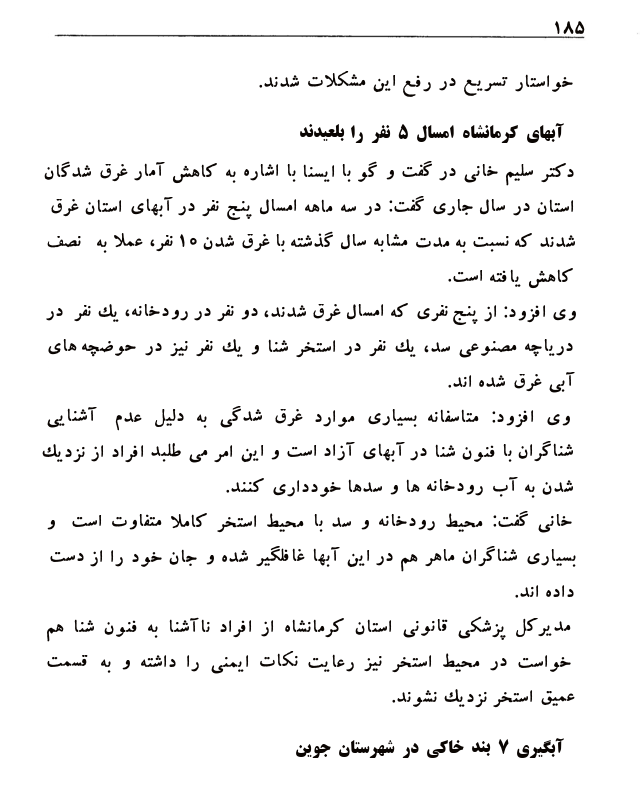 ۱۸۵
خواستار تسریع در رفع این مشکلات شدند.
آبهای کرمانشاه امسال ۵ نفر را بلعیدند
دکتر سلیم خانی در گفت و گو با ایسنا با اشاره به کاهش آمار غرق شدگان
استان در سال جاری گفت: در سه ماهه امسال پنج نفر در آبهای استان غرق
شدند که نسبت به مدت مشابه سال گذشته با غرق شدن ۱۰ نفر، عملا به نصف
کاهش یافته است.
وی افزود: از پنج نفری که امسال غرق شدند، دو نفر در رودخانه، یك نفر در
دریاچه مصنوعی سد، یك نفر در استخر شنا و یك نفر نیز در حوضچه های
آبی غرق شده اند.
وی افزود: متاسفانه بسیاری موارد غرق شدگی به دلیل عدم آشنایی
شناگران با فنون شنا در آبهای آزاد است و این امر می طلبد افراد از نزدیك
شدن به آب رودخانه ها و سدها خودداری کنند.
خانی گفت: محیط رودخانه و سد با محیط استخر کاملا متفاوت است و
بسیاری شناگران ماهر هم در این آبها غافلگیر شده و جان خود را از دست
داده اند.
مدیرکل پزشکی قانونی استان کرمانشاه از افراد ناآشنا به فنون شنا هم
خواست در محیط استخر نیز رعایت نکات ایمنی را داشته و به قسمت
عمیق استخر نزدیك نشوند.
آبگیری ۷ بند خاکی در شهرستان جوین